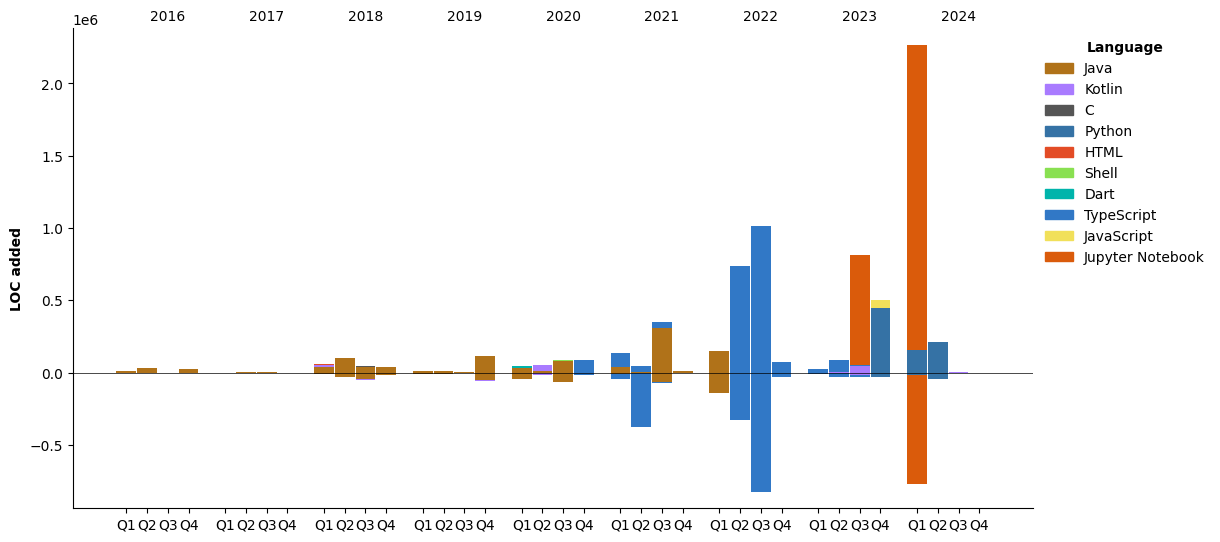 1e6
2016 2017 2018 2019 2020 2021 2022 2023 2024
2.0
1.5
1.0
0.5
0.0
−0.5
LOC added
Q1 Q2 Q3 Q4 Q1 Q2 Q3 Q4 Q1 Q2 Q3 Q4 Q1 Q2 Q3 Q4 Q1 Q2 Q3 Q4 Q1 Q2 Q3 Q4 Q1 Q2 Q3 Q4 Q1 Q2 Q3 Q4 Q1 Q2 Q3 Q4
Language
Java
Kotlin
C
Python
HTML
Shell
Dart
TypeScript
JavaScript
Jupyter Notebook